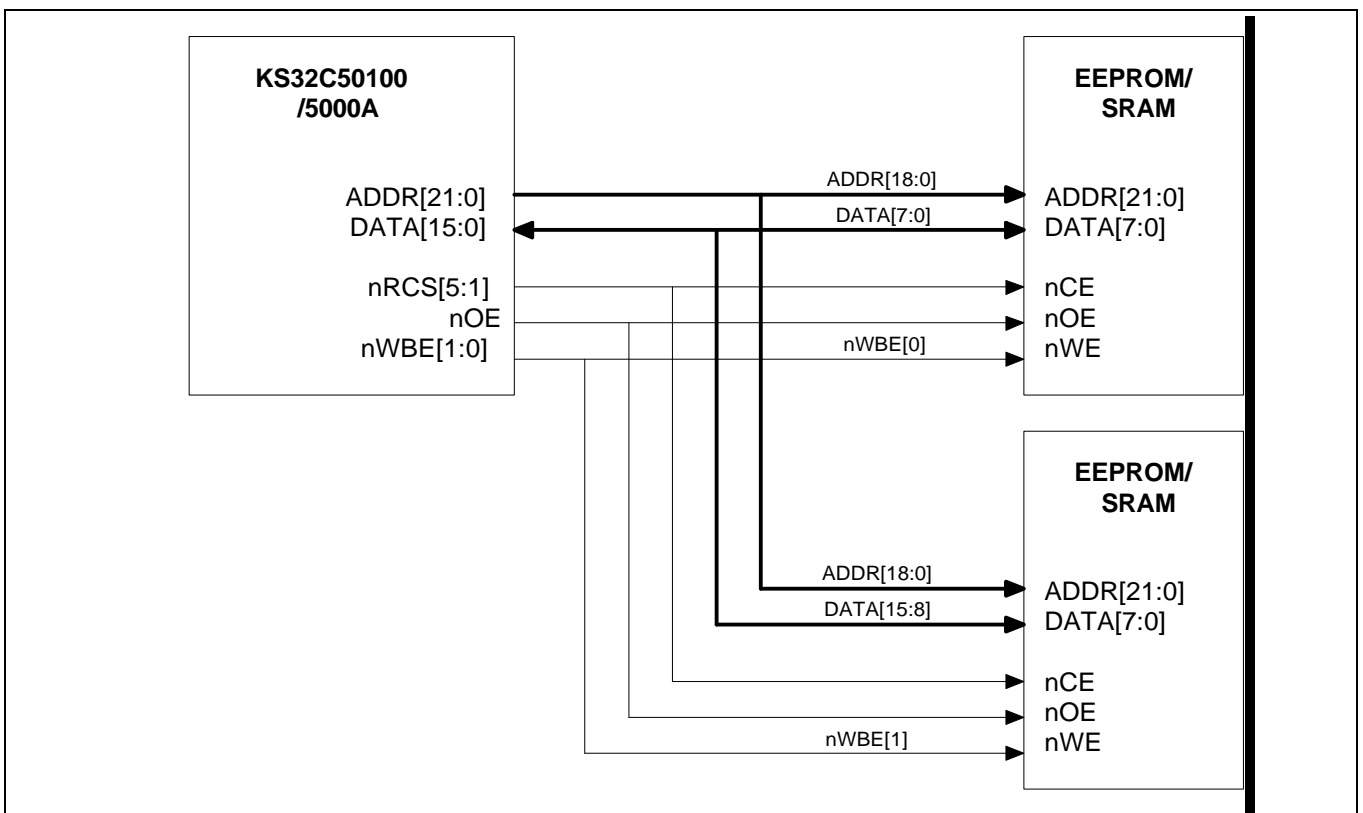 KS32C50100
/5000A
ADDR[21:0]
DATA[15:0]
nRCS[5:1]
nOE
nWBE[1:0]
ADDR[18:0]
DATA[7:0]
nWBE[0]
EEPROM/
SRAM
ADDR[21:0]
DATA[7:0]
nCE
nOE
nWE
ADDR[18:0]
DATA[15:8]
nWBE[1]
EEPROM/
SRAM
ADDR[21:0]
DATA[7:0]
nCE
nOE
nWE